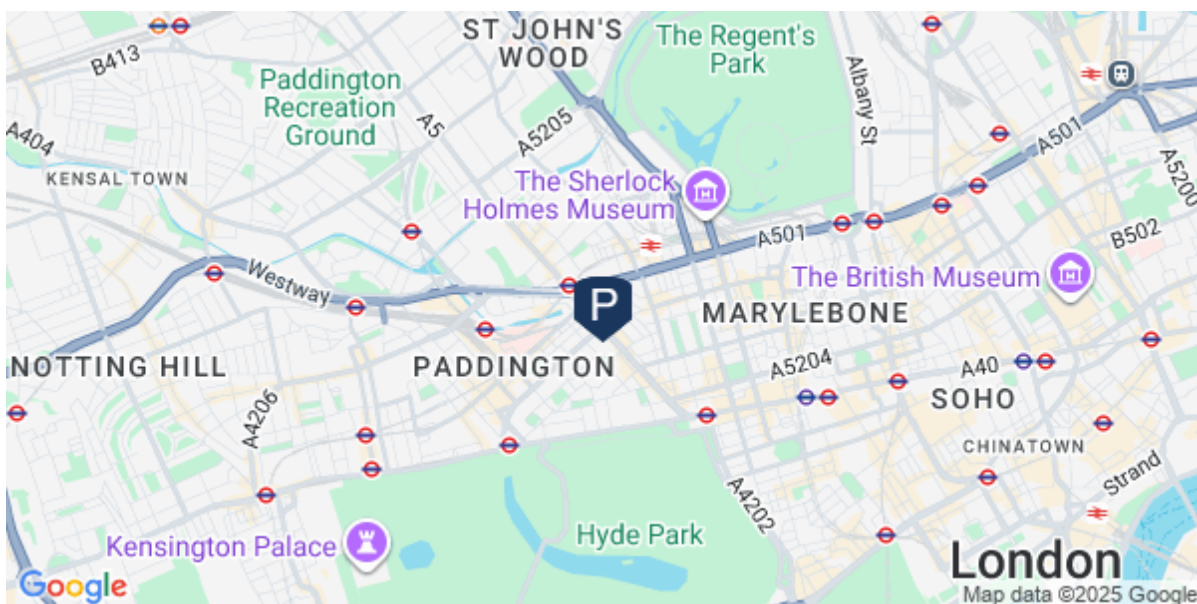 ST JOHN'S
WOOD
The Regent's
Park
B413
Paddington
Recreation
Ground
A5
A5205
Albany St
A501
A404
KENSAL TOWN
The Sherlock
Holmes Museum
A5200
A501
B502
Westway
The British Museum
P
MARYLEBONE
NOTTING HILL
PADDINGTON
A5204
A40
A4206
SOHO
CHINATOWN
Strand
A4202
Kensington Palace
Hyde Park
London
Google
Map data ©2025 Google